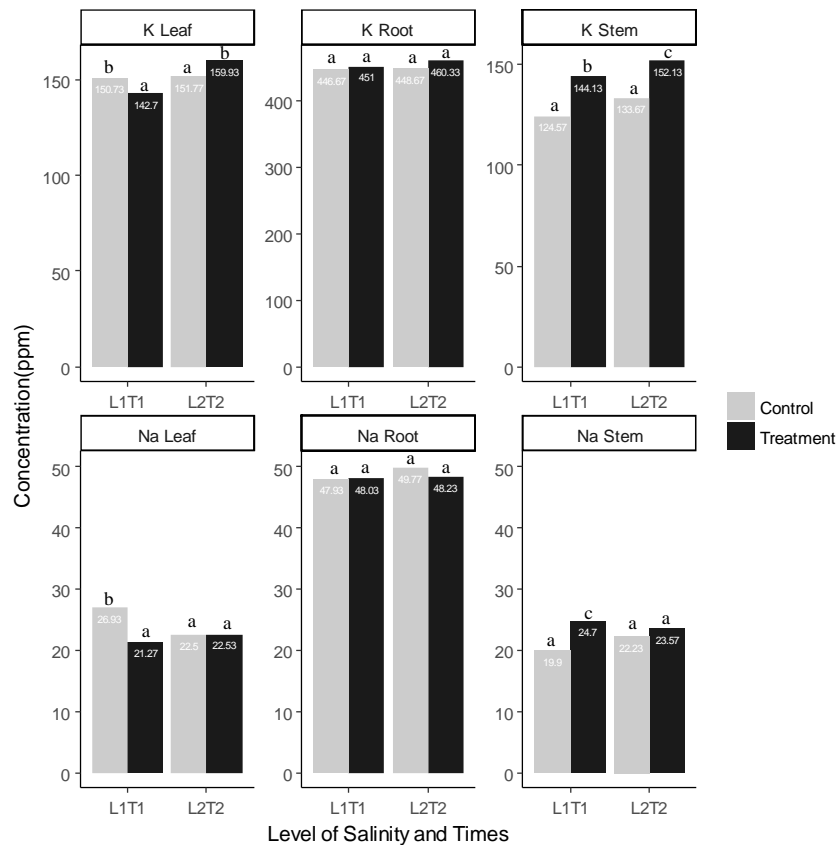 K Leaf
K Root
K Stem
b a a b
a a a a
a b a c
150.73 142.7 151.77 159.93
446.67 451 448.67 460.33
124.57 144.13 133.67 152.13
150
100
50
0
400
300
200
100
0
150
100
50
0
L1T1 L2T2
L1T1 L2T2
L1T1 L2T2
Concentration(ppm)
Control
Treatment
Na Leaf
Na Root
Na Stem
b a a a
a a a a
a c a a
26.93 21.27 22.5 22.53
47.93 48.03 49.77 48.23
19.9 24.7 22.23 23.57
50
40
30
20
10
0
50
40
30
20
10
0
50
40
30
20
10
0
L1T1 L2T2
L1T1 L2T2
L1T1 L2T2
Level of Salinity and Times